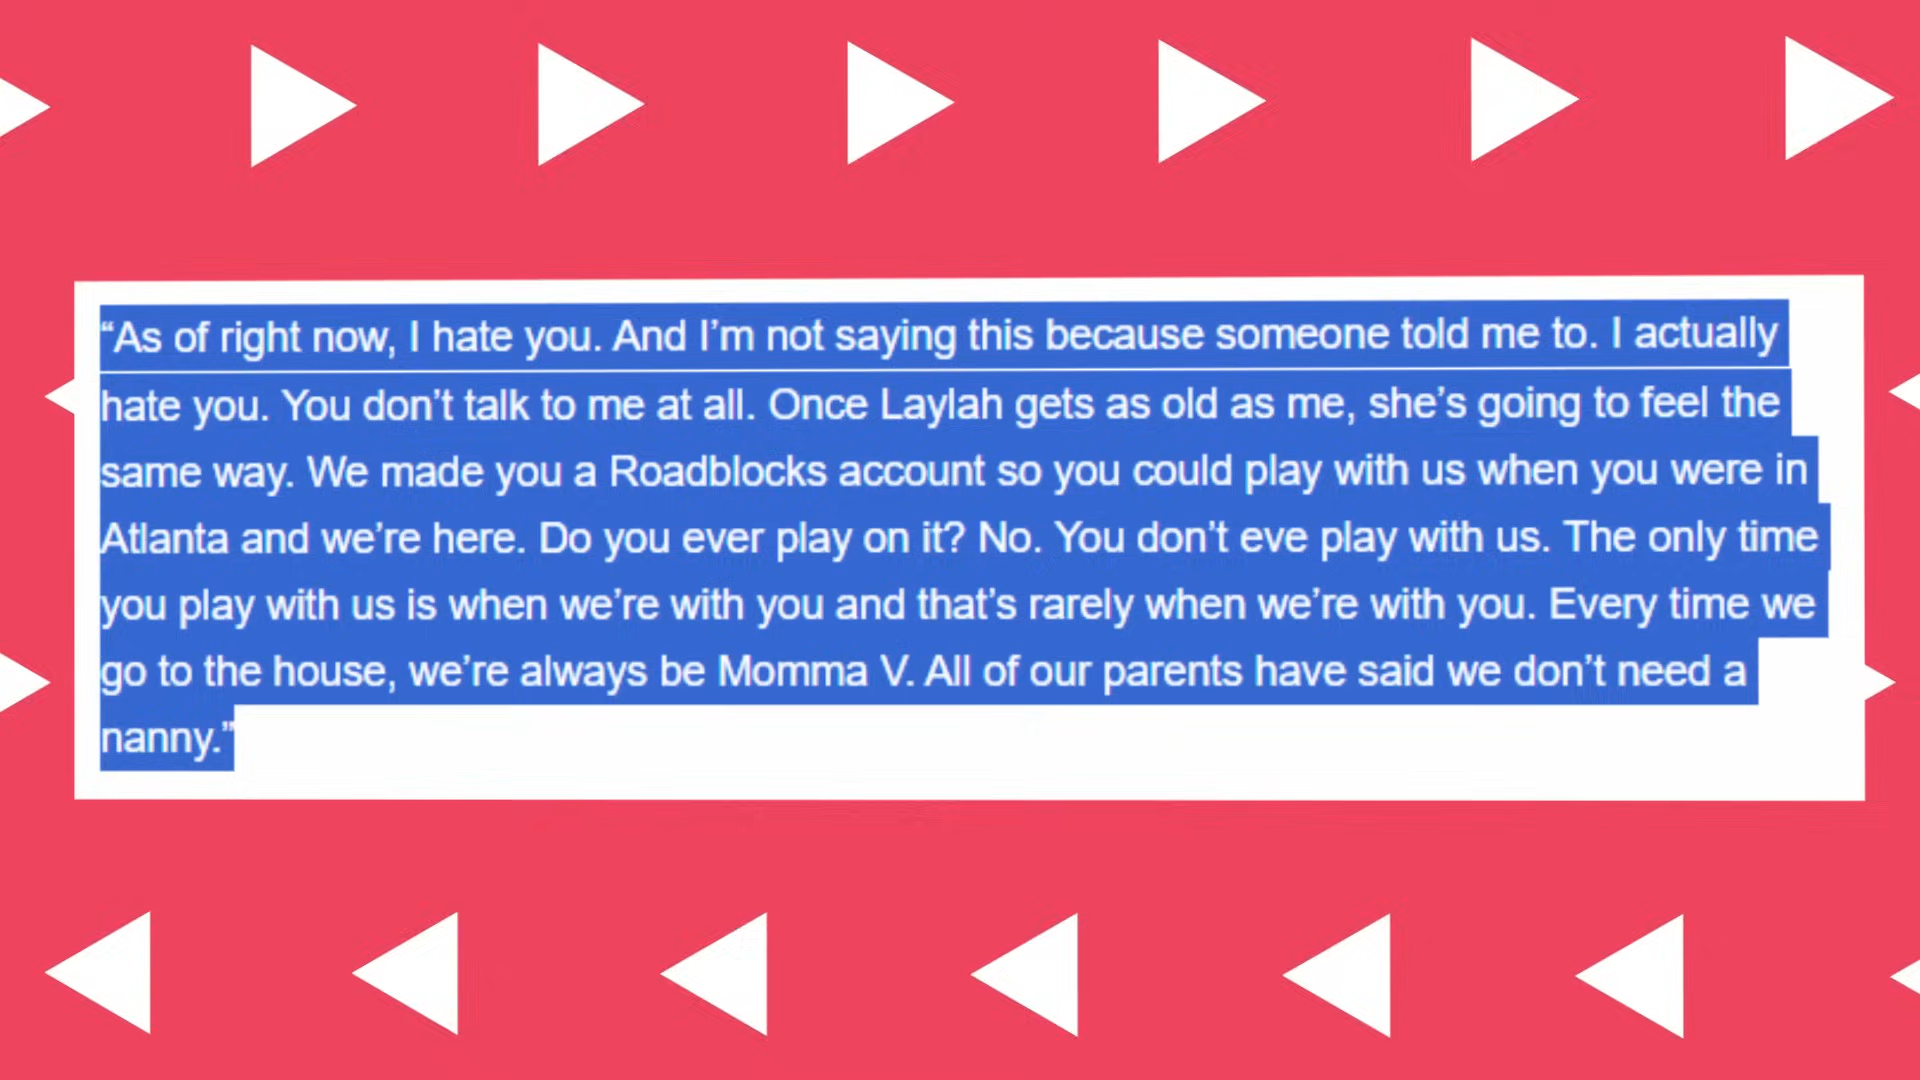 “As of right now, I hate you. And I’m not saying this because someone told me to. I actually
hate you. You don’t talk to me at all. Once Laylah gets as old as me, she’s going to feel the
same way. We made you a Roadblocks account so you could play with us when you were in
Atlanta and we’re here. Do you ever play on it? No. You don’t eve play with us. The only time
you play with us is when we’re with you and that’s rarely when we’re with you. Every time we
go to the house, we’re always be Momma V. All of our parents have said we don’t need a
nanny.”